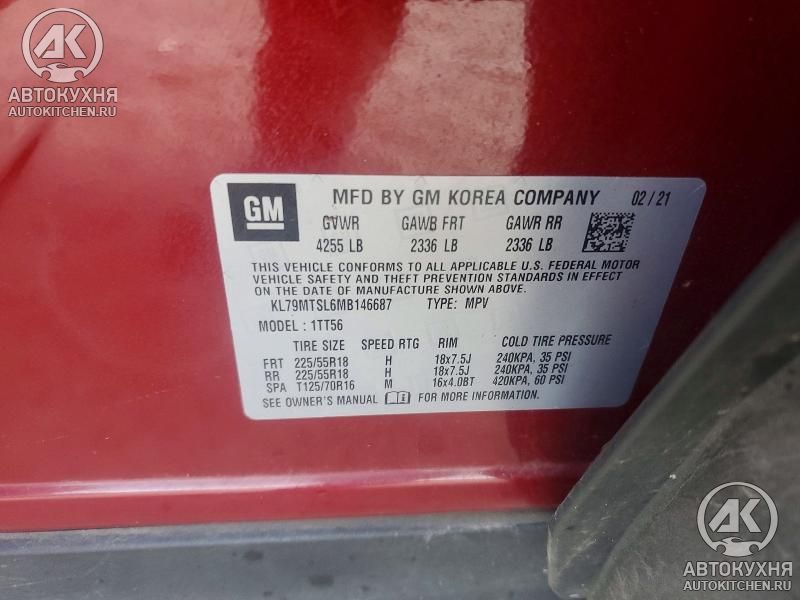 AK
АВТОКУХНЯ
AUTOKITCHEN.RU
GM MFD BY GM KOREA COMPANY 02/21
GVWR GAWB FRT GAWR RR
4255 LB 2336 LB 2336 LB
THIS VEHICLE CONFORMS TO ALL APPLICABLE U.S. FEDERAL MOTOR
VEHICLE SAFETY AND THEFT PREVENTION STANDARDS IN EFFECT
ON THE DATE OF MANUFACTURE SHOWN ABOVE.
KL79MTSL6MB146687 TYPE: MPV
MODEL : 1TT56
TIRE SIZE SPEED RTG RIM COLD TIRE PRESSURE
FRT 225/55R18 H 18x7.5J 240KPA, 35 PSI
RR 225/55R18 H 18x7.5J 240KPA, 35 PSI
SPA T125/70R16 M 16x4.0BT 420KPA, 60 PSI
SEE OWNER'S MANUAL FOR MORE INFORMATION.
AK
АВТОКУХНЯ
AUTOKITCHEN.RU